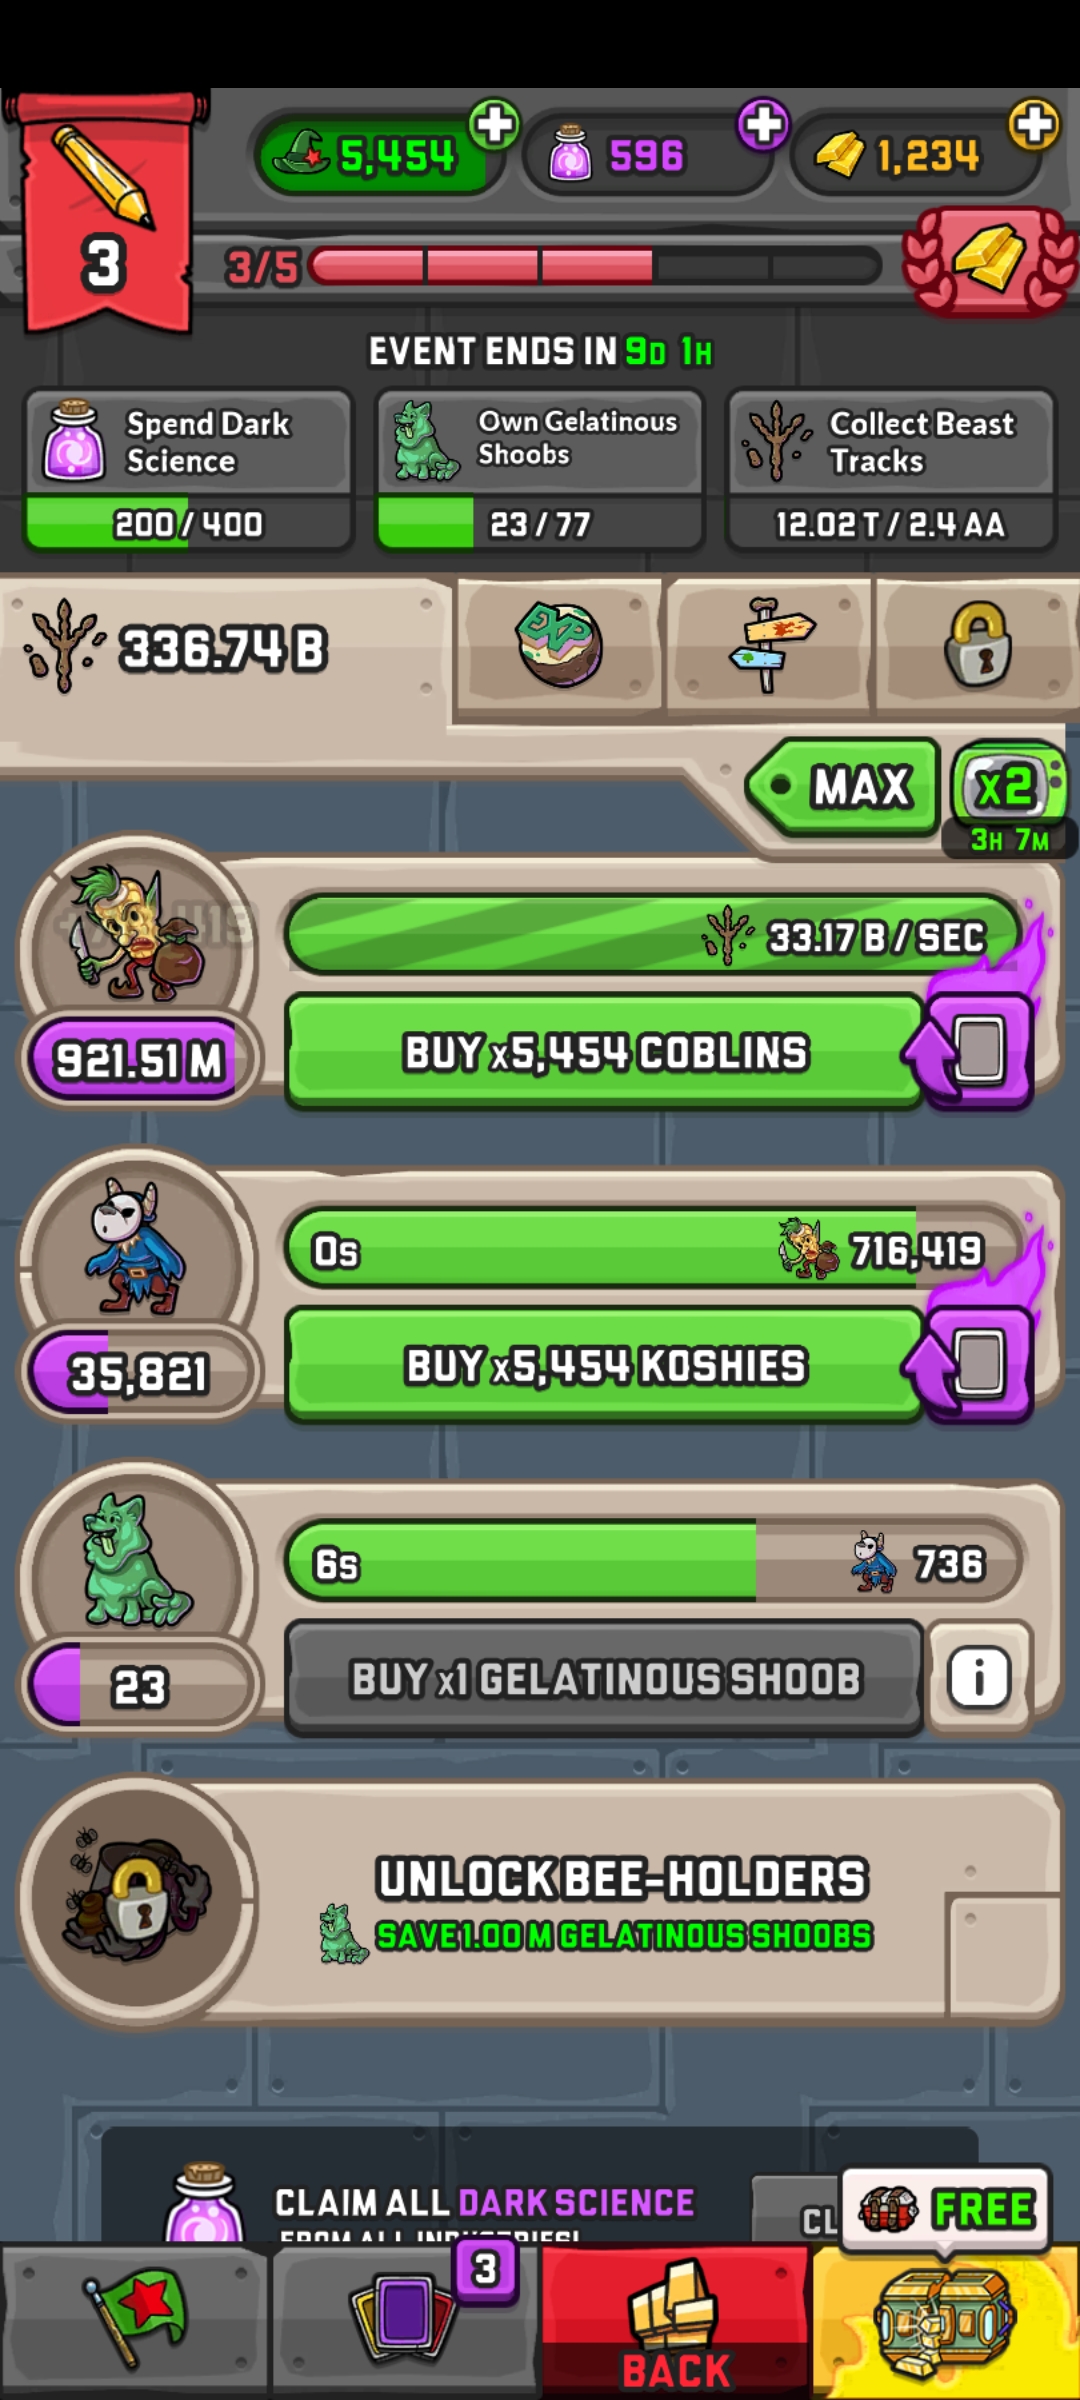 5,454
596
1,234
3
3/5
EVENT ENDS IN 9D 1H
Spend Dark
Science
200 / 400
Own Gelatinous
Shoobs
23 / 77
Collect Beast
Tracks
12.02 T / 2.4 AA
336.74 B
EXP
MAX
x2
3H 7M
33.17 B / SEC
921.51 M
BUY x5,454 COBLINS
0s
716,419
35,821
BUY x5,454 KOSHIES
6s
736
23
BUY x1 GELATINOUS SHOOB
i
UNLOCK BEE-HOLDERS
SAVE 1.00 M GELATINOUS SHOOBS
CLAIM ALL DARK SCIENCE
FROM ALL INDUSTRIES!
CL
FREE
3
BACK